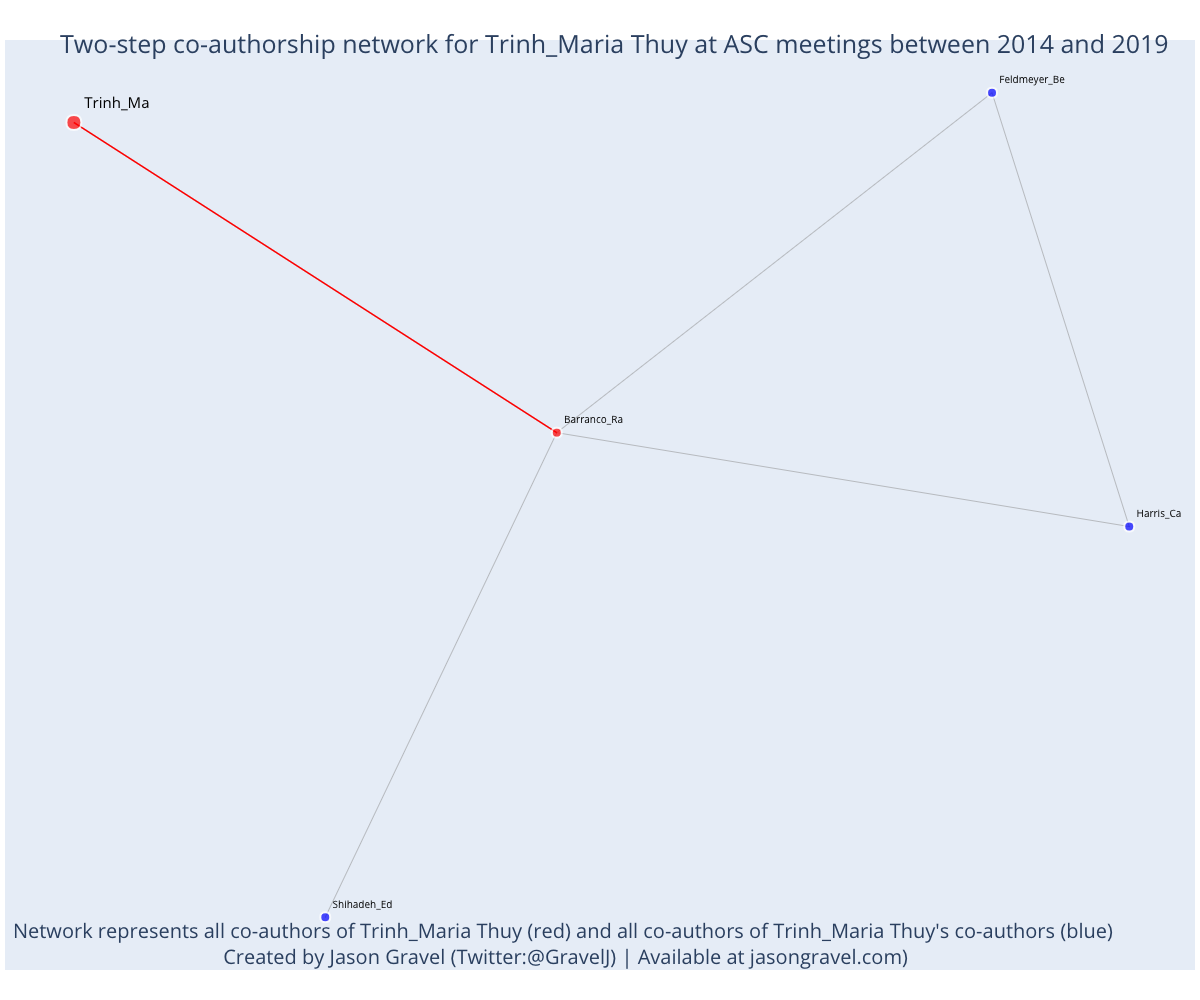 Two-step co-authorship network for Trinh_Maria Thuy at ASC meetings between 2014 and 2019
Feldmeyer_Be
Trinh_Ma
Barranco_Ra
Harris_Ca
Shihadeh_Ed
Network represents all co-authors of Trinh_Maria Thuy (red) and all co-authors of Trinh_Maria Thuy's co-authors (blue)
Created by Jason Gravel (Twitter:@GravelJ) | Available at jasongravel.com)